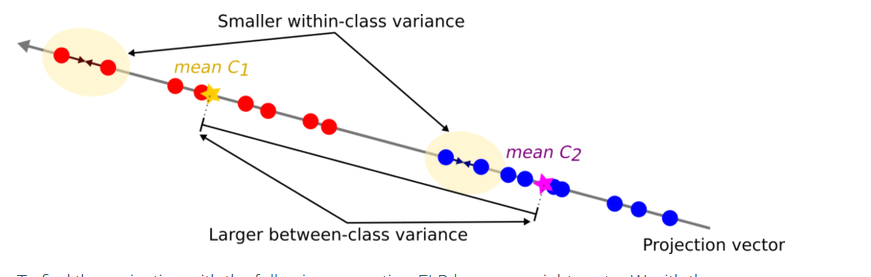 Smaller within-class variance
mean C1
mean C2
Larger between-class variance
Projection vector